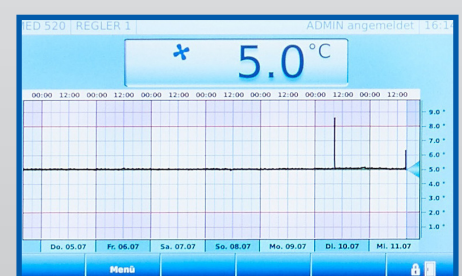 MED 520 | REGLER 1 | ADMIN angemeldet | 16:14
5.0°C
00:00 12:00 00:00 12:00 00:00 12:00 00:00 12:00 00:00 12:00 00:00 12:00 00:00 12:00
9.0 °
8.0 °
7.0 °
6.0 °
5.0 °
4.0 °
3.0 °
2.0 °
1.0 °
Do. 05.07 Fr. 06.07 Sa. 07.07 So. 08.07 Mo. 09.07 Di. 10.07 Mi. 11.07
Menü